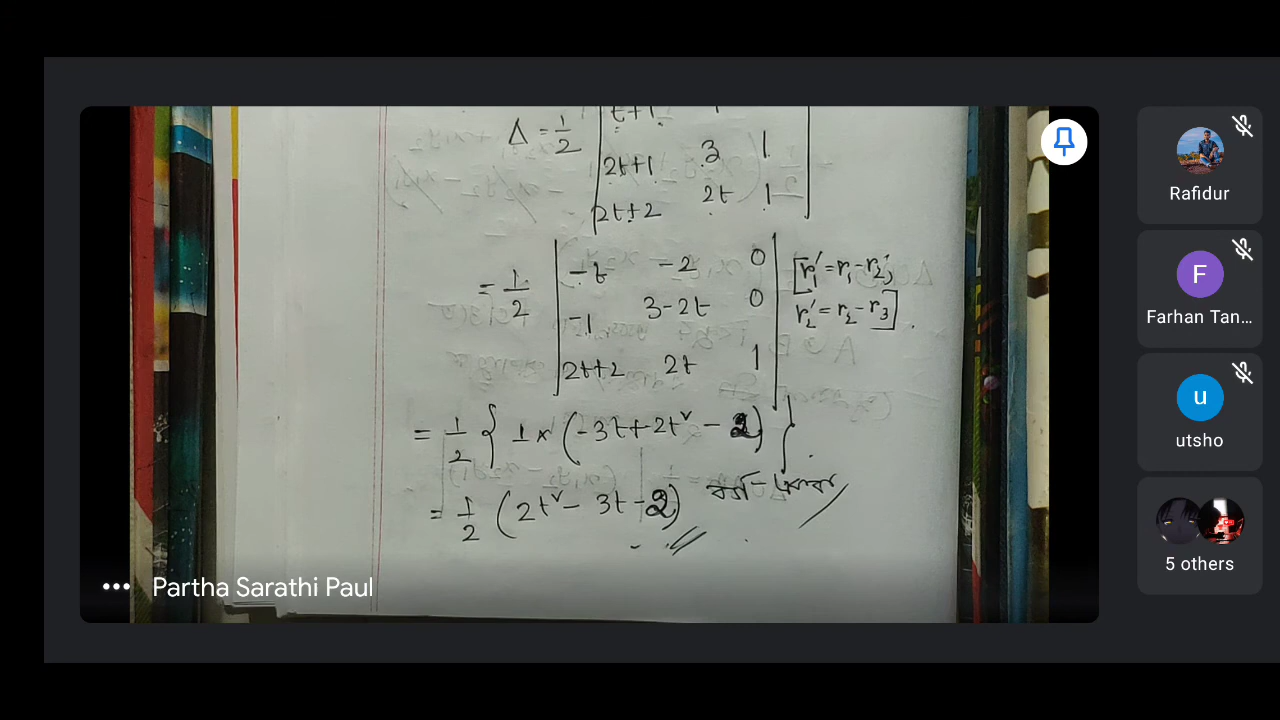 Δ = 1/2 | t+1 1
2t+1 3 1
2t+2 2t 1 |
= 1/2 | -t -2 0
-1 3-2t 0
2t+2 2t 1 | [r₁' = r₁-r₂,
r₂' = r₂-r₃]
= 1/2 { 1 × (-3t+2t² - 2) }
= 1/2 (2t² - 3t - 2) বর্গ-একক
Partha Sarathi Paul
Rafidur
F
Farhan Tan...
u
utsho
5 others